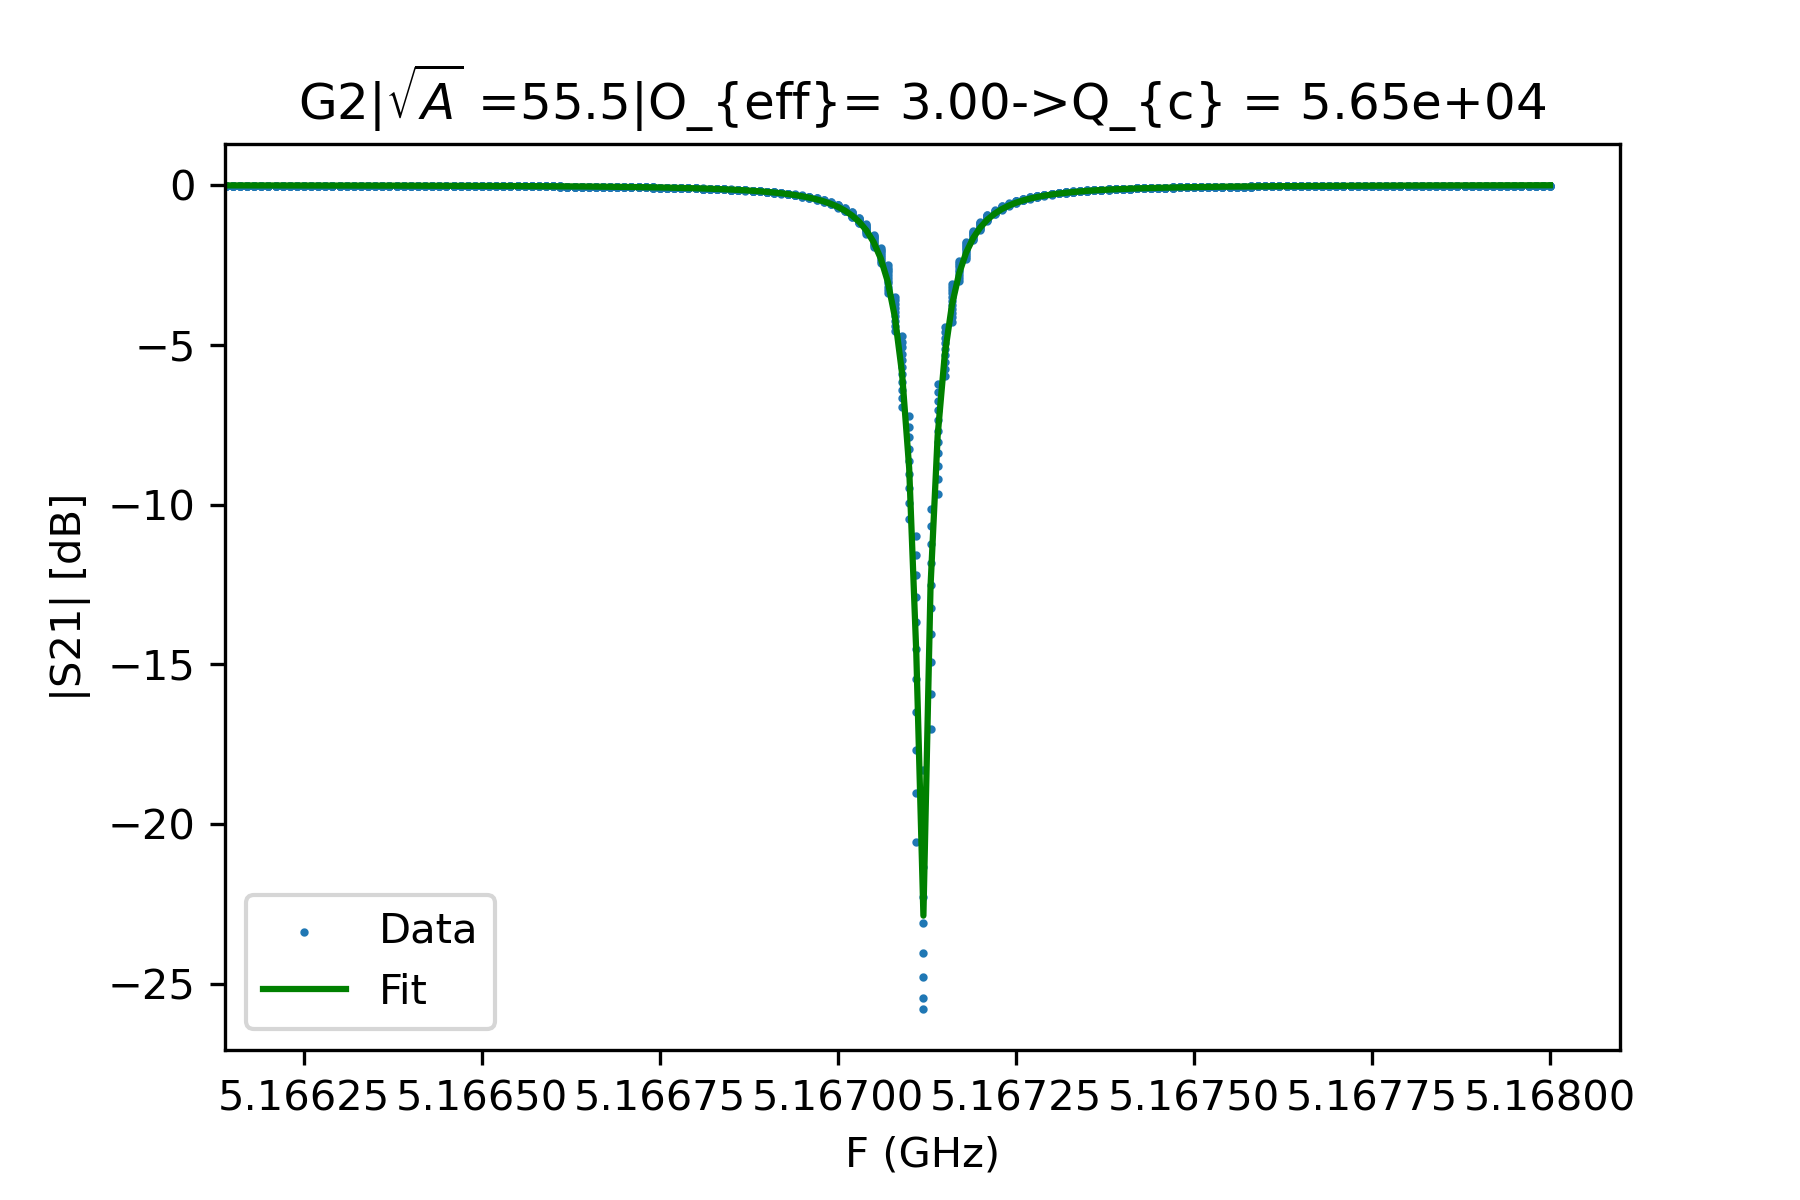 G2|√A =55.5|O_{eff}= 3.00->Q_{c} = 5.65e+04
0
−5
−10
−15
−20
−25
|S21| [dB]
Data
Fit
5.16625 5.16650 5.16675 5.16700 5.16725 5.16750 5.16775 5.16800
F (GHz)